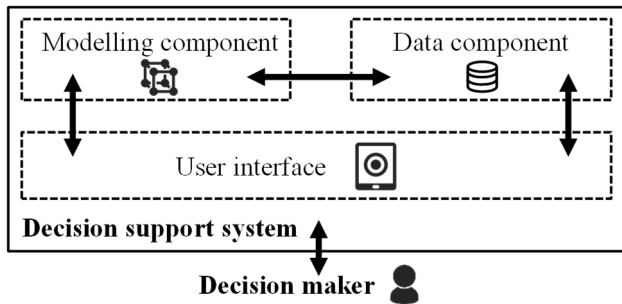 Modelling component
Data component
User interface
Decision support system
Decision maker